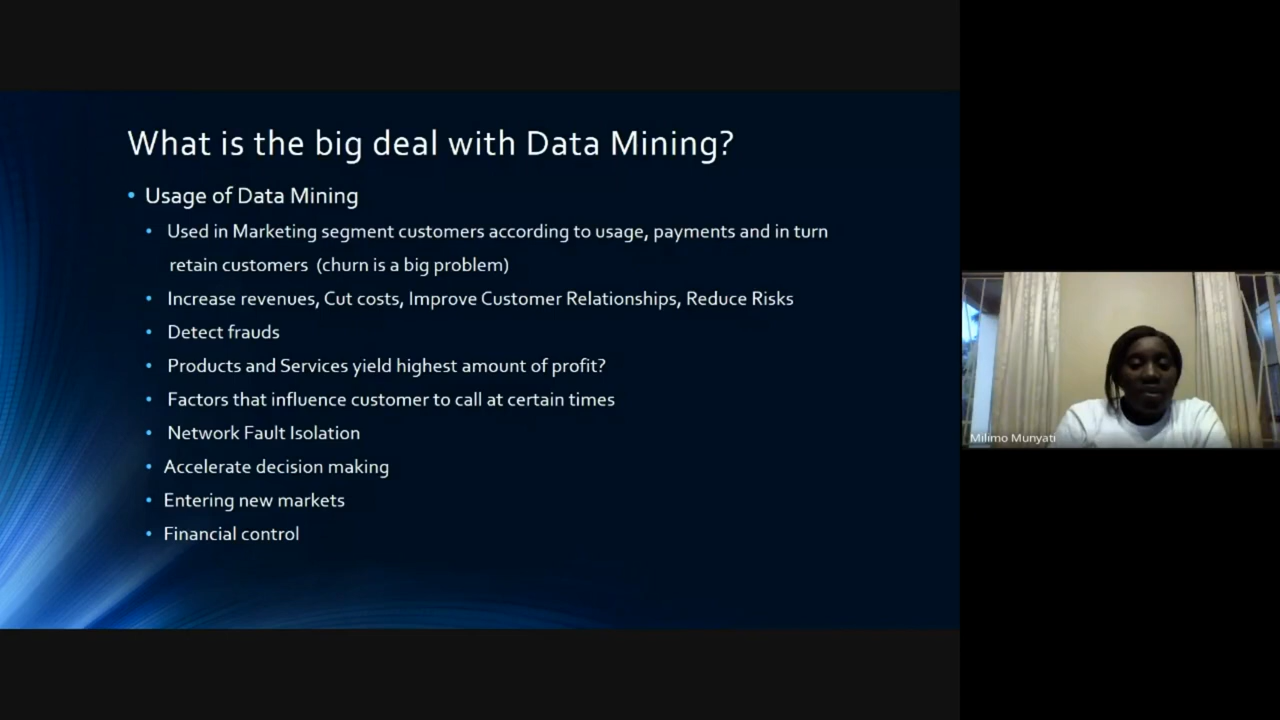 What is the big deal with Data Mining?
• Usage of Data Mining
• Used in Marketing segment customers according to usage, payments and in turn
retain customers (churn is a big problem)
• Increase revenues, Cut costs, Improve Customer Relationships, Reduce Risks
• Detect frauds
• Products and Services yield highest amount of profit?
• Factors that influence customer to call at certain times
• Network Fault Isolation
• Accelerate decision making
• Entering new markets
• Financial control
Milimo Munyati